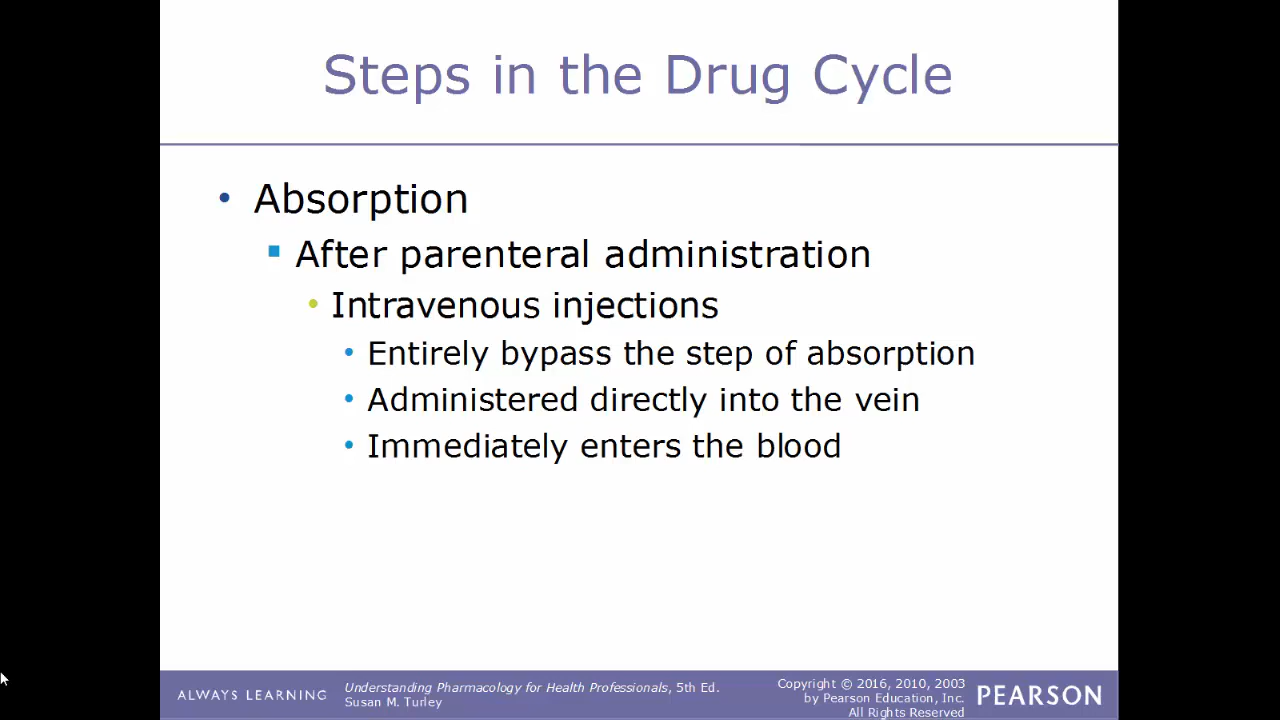 Steps in the Drug Cycle
• Absorption
▪ After parenteral administration
• Intravenous injections
• Entirely bypass the step of absorption
• Administered directly into the vein
• Immediately enters the blood
ALWAYS LEARNING
Understanding Pharmacology for Health Professionals, 5th Ed.
Susan M. Turley
Copyright © 2016, 2010, 2003
by Pearson Education, Inc.
All Rights Reserved
PEARSON